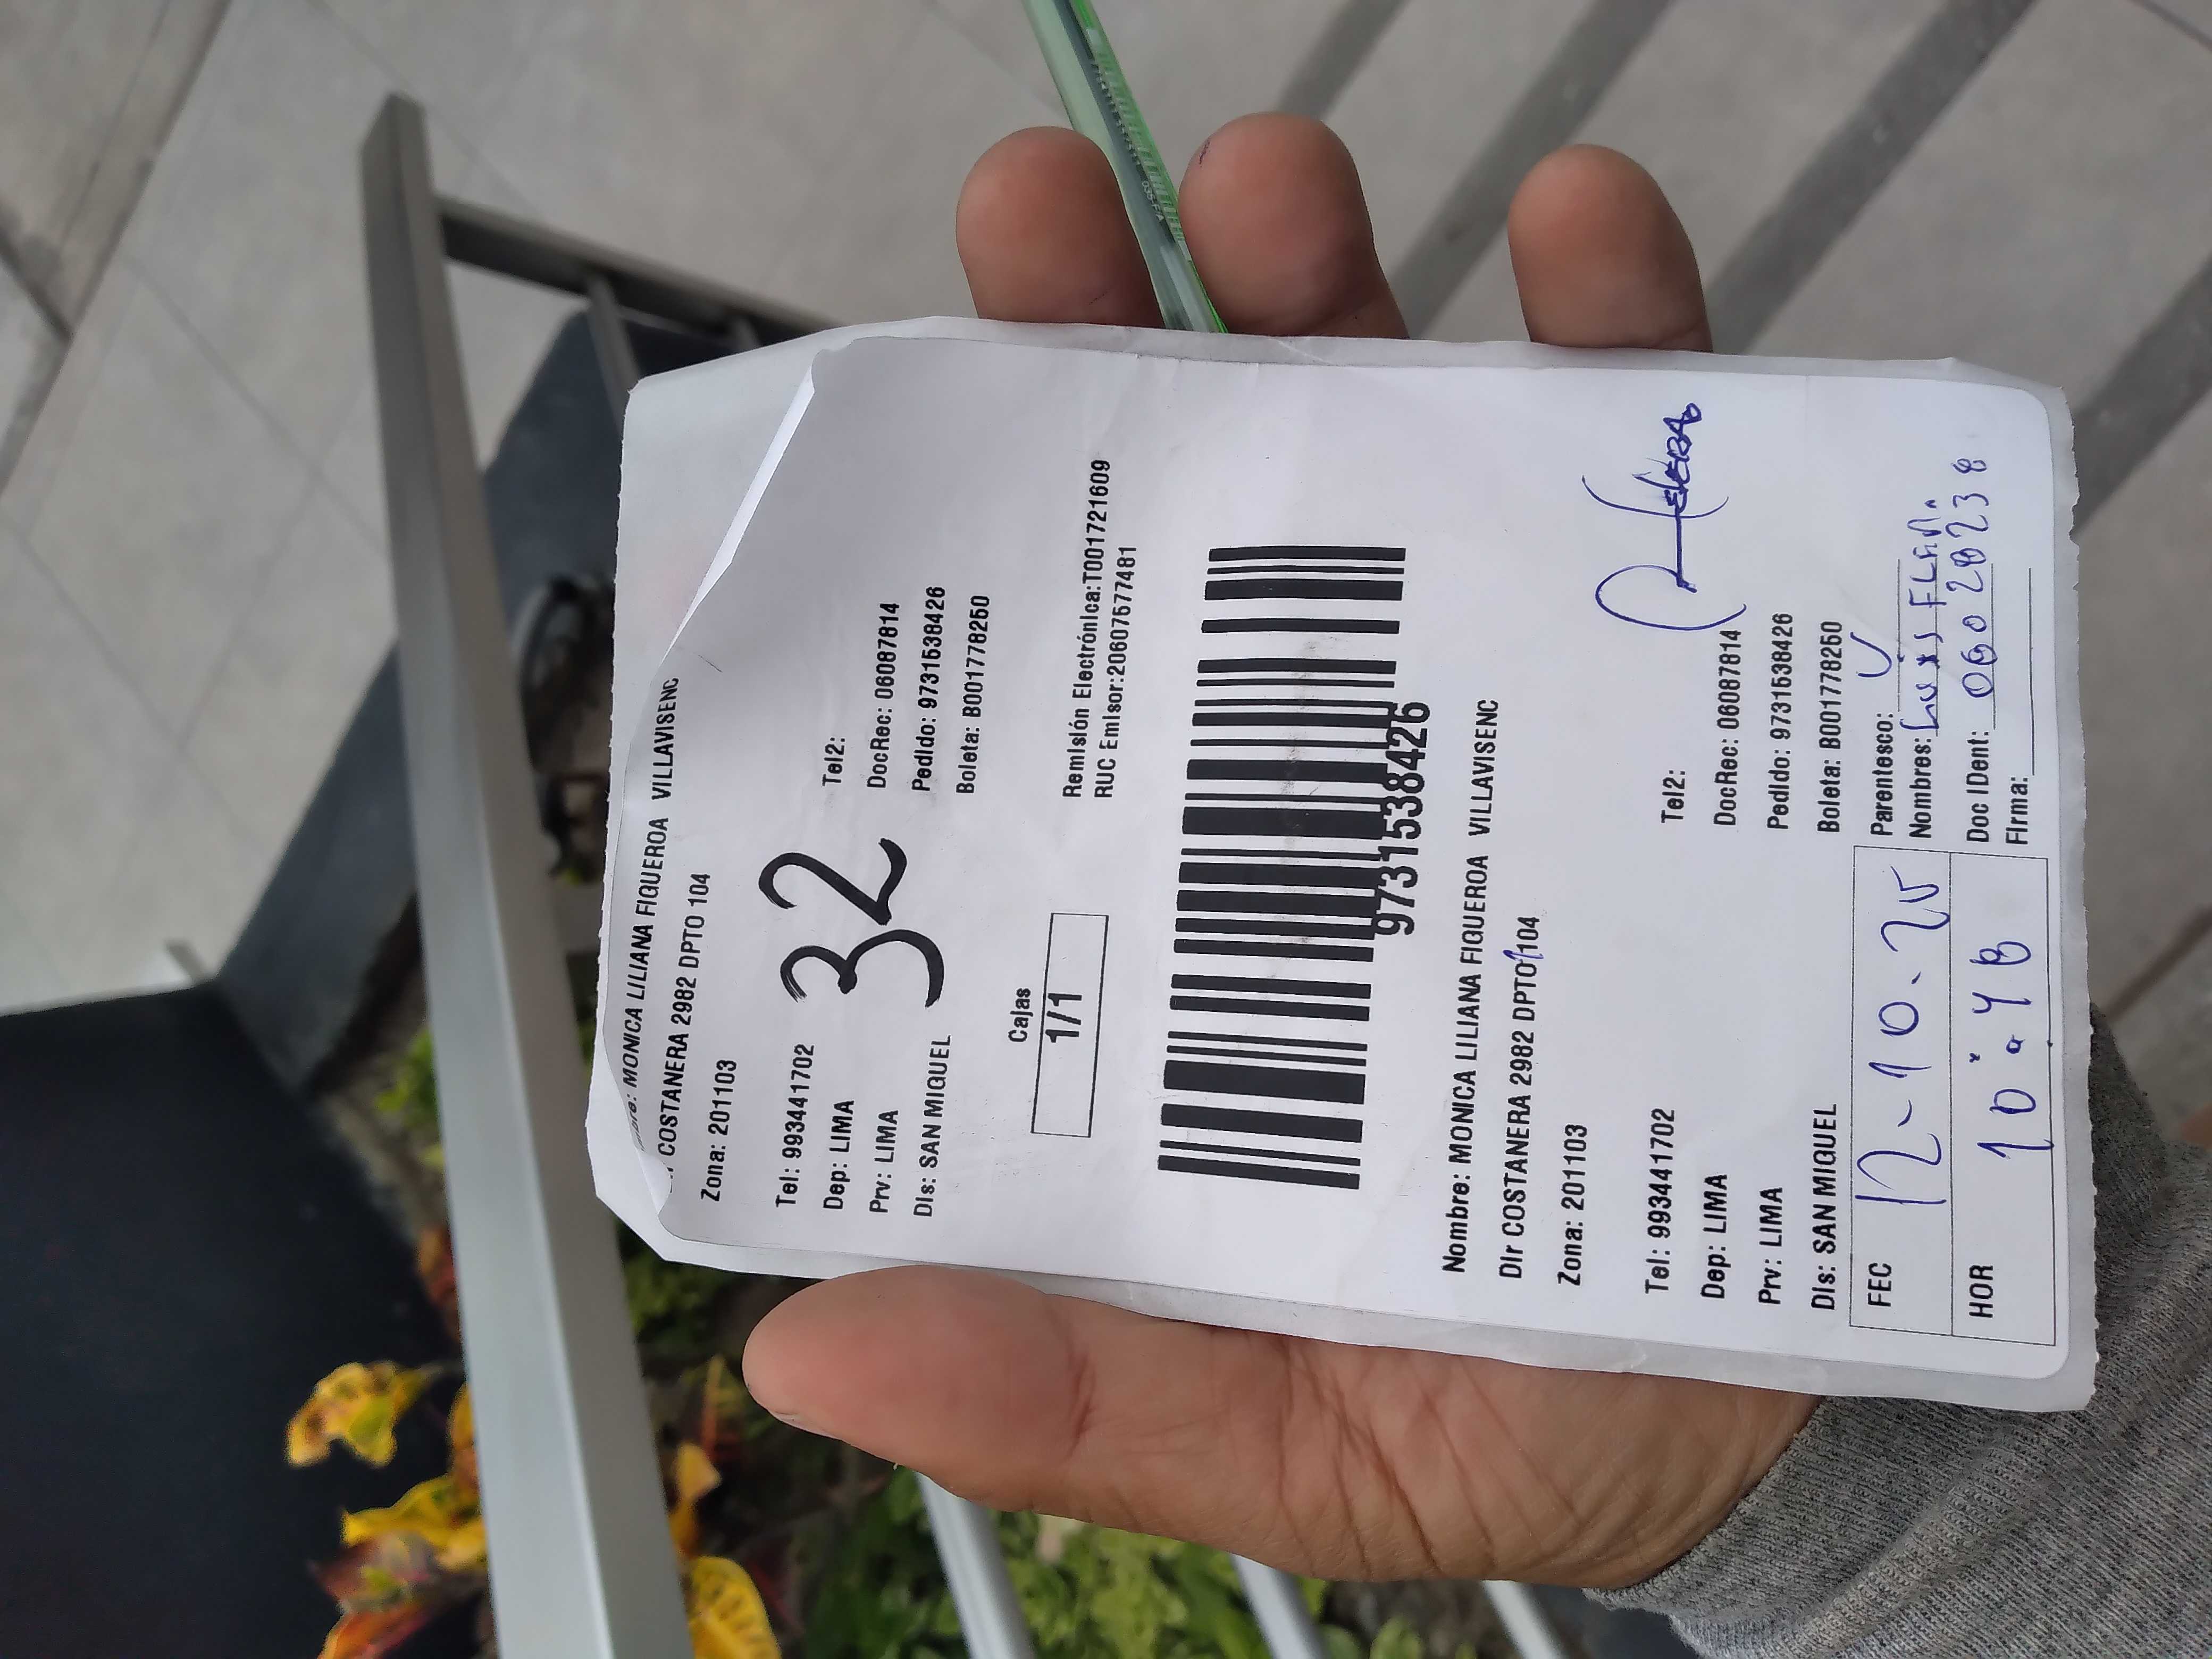 MONICA LILIANA FIGUEROA VILLAVISENC
COSTANERA 2982 DPTO 104
Zona: 201103
Tel: 993441702 Tel2:
Dep: LIMA DocRec: 06087814
Prv: LIMA Pedido: 9731538426
Dis: SAN MIGUEL Boleta: B001778250
32
Cajas
1/1
Remisión Electrónica:T001721609
RUC Emisor:20607577481
9731538426
Nombre: MONICA LILIANA FIGUEROA VILLAVISENC
Dir COSTANERA 2982 DPTO 104
Zona: 201103
Tel: 993441702 Tel2:
Dep: LIMA DocRec: 06087814
Prv: LIMA Pedido: 9731538426
Dis: SAN MIGUEL Boleta: B001778250
FEC 12-10.25
HOR 10:48
Parentesco:
Nombres: Luis
Doc IDent:
Firma: